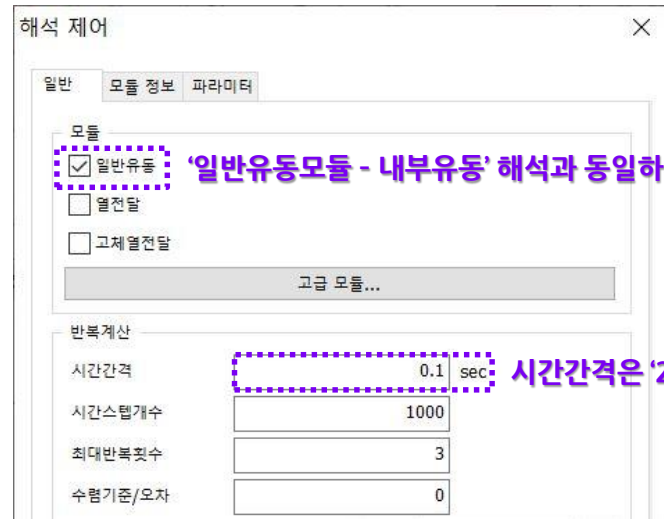 해석 제어
일반 모듈 정보 파라미터
모듈
일반유동 ‘일반유동모듈 - 내부유동’ 해석과 동일하
열전달
고체열전달
고급 모듈...
반복계산
시간간격 0.1 sec 시간간격은 ‘2
시간스텝개수 1000
최대반복횟수 3
수렴기준/오차 0